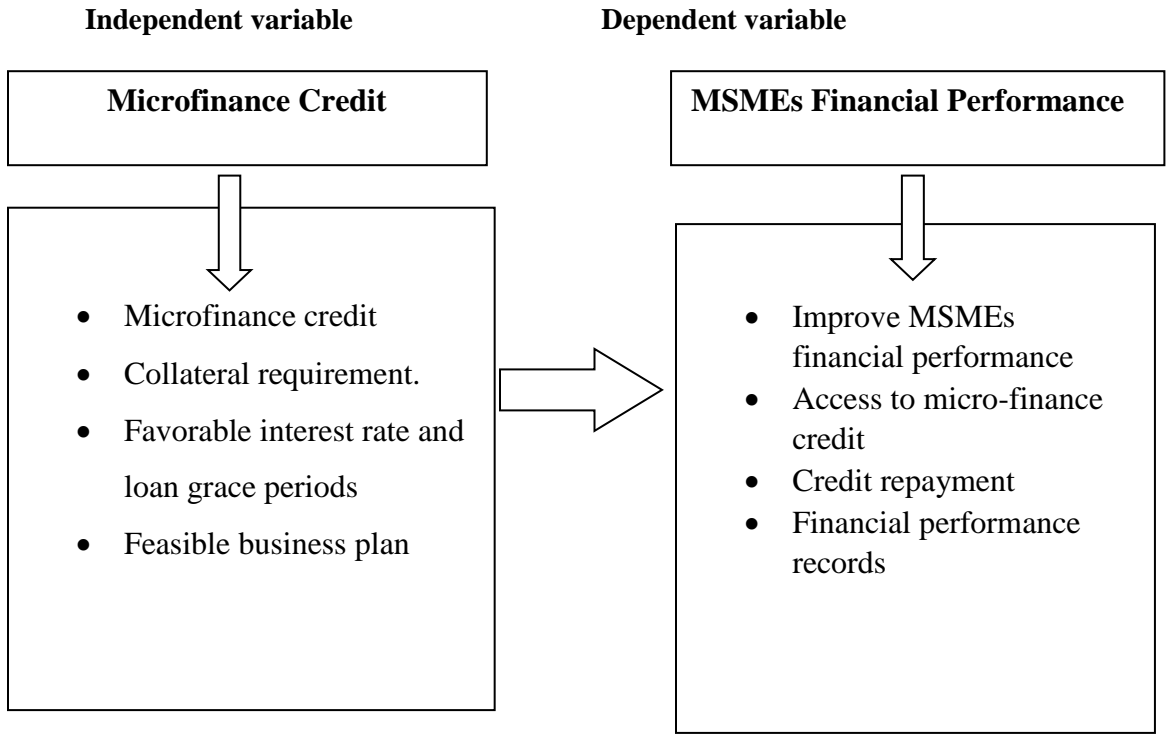 Independent variable
Dependent variable
Microfinance Credit
MSMEs Financial Performance
• Microfinance credit
• Collateral requirement.
• Favorable interest rate and
loan grace periods
• Feasible business plan
• Improve MSMEs
financial performance
• Access to micro-finance
credit
• Credit repayment
• Financial performance
records